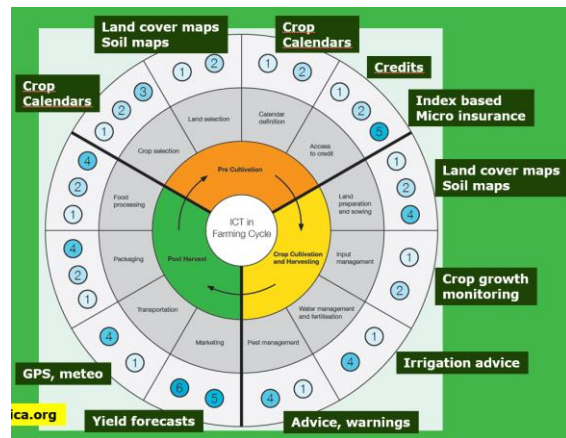 Land cover maps
Soil maps
Crop
Calendars
Credits
Index based
Micro insurance
Land cover maps
Soil maps
Crop growth
monitoring
Irrigation advice
Advice, warnings
Yield forecasts
GPS, meteo
ica.org
Crop
Calendars
1
2
Land selection
1
2
Calendar
definition
1
2
5
Access
to credit
1
2
4
Land
preparation
and sowing
1
2
Input
management
1
4
Water management
and fertilisation
1
4
Pest management
5
6
Marketing
1
4
Transportation
1
2
4
Packaging
1
2
4
Food
processing
1
2
3
Crop selection
Pre Cultivation
Crop Cultivation
and Harvesting
Post Harvest
ICT in
Farming Cycle